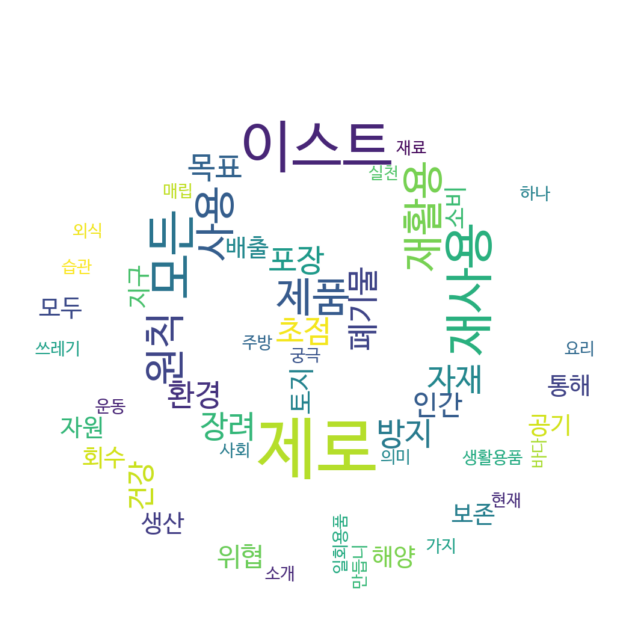 이스트
재료
목표
실천
재활용
매립
소비
하나
사용
모든
외식
배출
재사용
포장
습관
지구
제품
폐기물
모두
초점
원칙
쓰레기
주방
요리
궁극
자재
통해
환경
토지
인간
운동
자원
장려
제로
방지
공기
사회
의미
회수
생활용품
바다
건강
현재
생산
보존
일회용품
가지
위협
해양
만듭니
소개